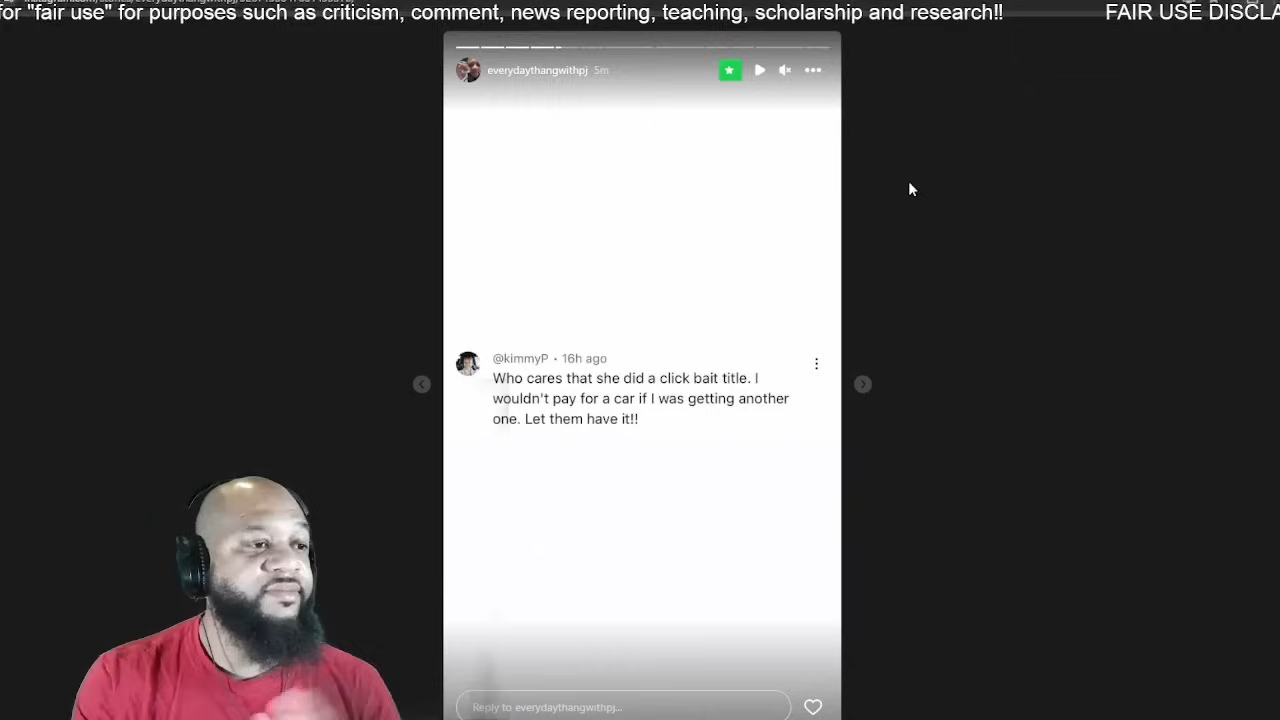 for "fair use" for purposes such as criticism, comment, news reporting, teaching, scholarship and research!! FAIR USE DISCLA
everydaythangwithpj 5m
@kimmyP • 16h ago
Who cares that she did a click bait title. I
wouldn't pay for a car if I was getting another
one. Let them have it!!
Reply to everydaythangwithpj...